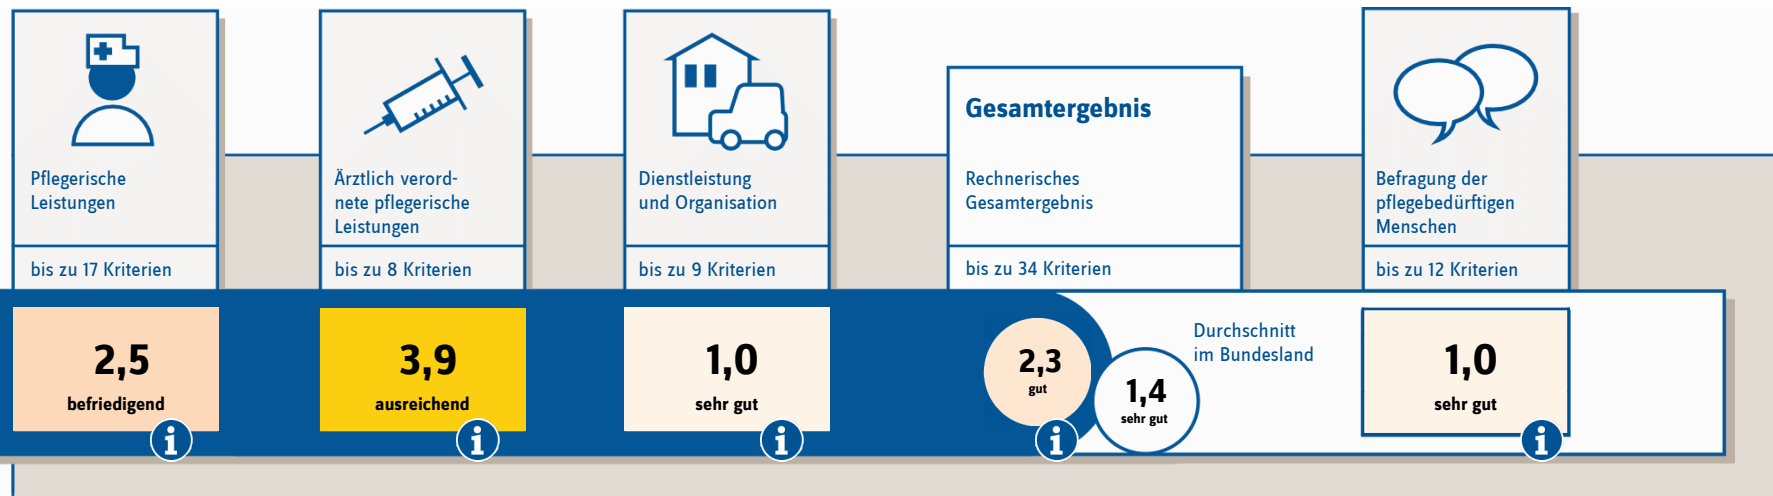 Pflegerische
Leistungen
bis zu 17 Kriterien
2,5
befriedigend
i
Ärztlich verord-
nete pflegerische
Leistungen
bis zu 8 Kriterien
3,9
ausreichend
i
Dienstleistung
und Organisation
bis zu 9 Kriterien
1,0
sehr gut
i
Gesamtergebnis
Rechnerisches
Gesamtergebnis
bis zu 34 Kriterien
2,3
gut
i
Durchschnitt
im Bundesland
1,4
sehr gut
Befragung der
pflegebedürftigen
Menschen
bis zu 12 Kriterien
1,0
sehr gut
i